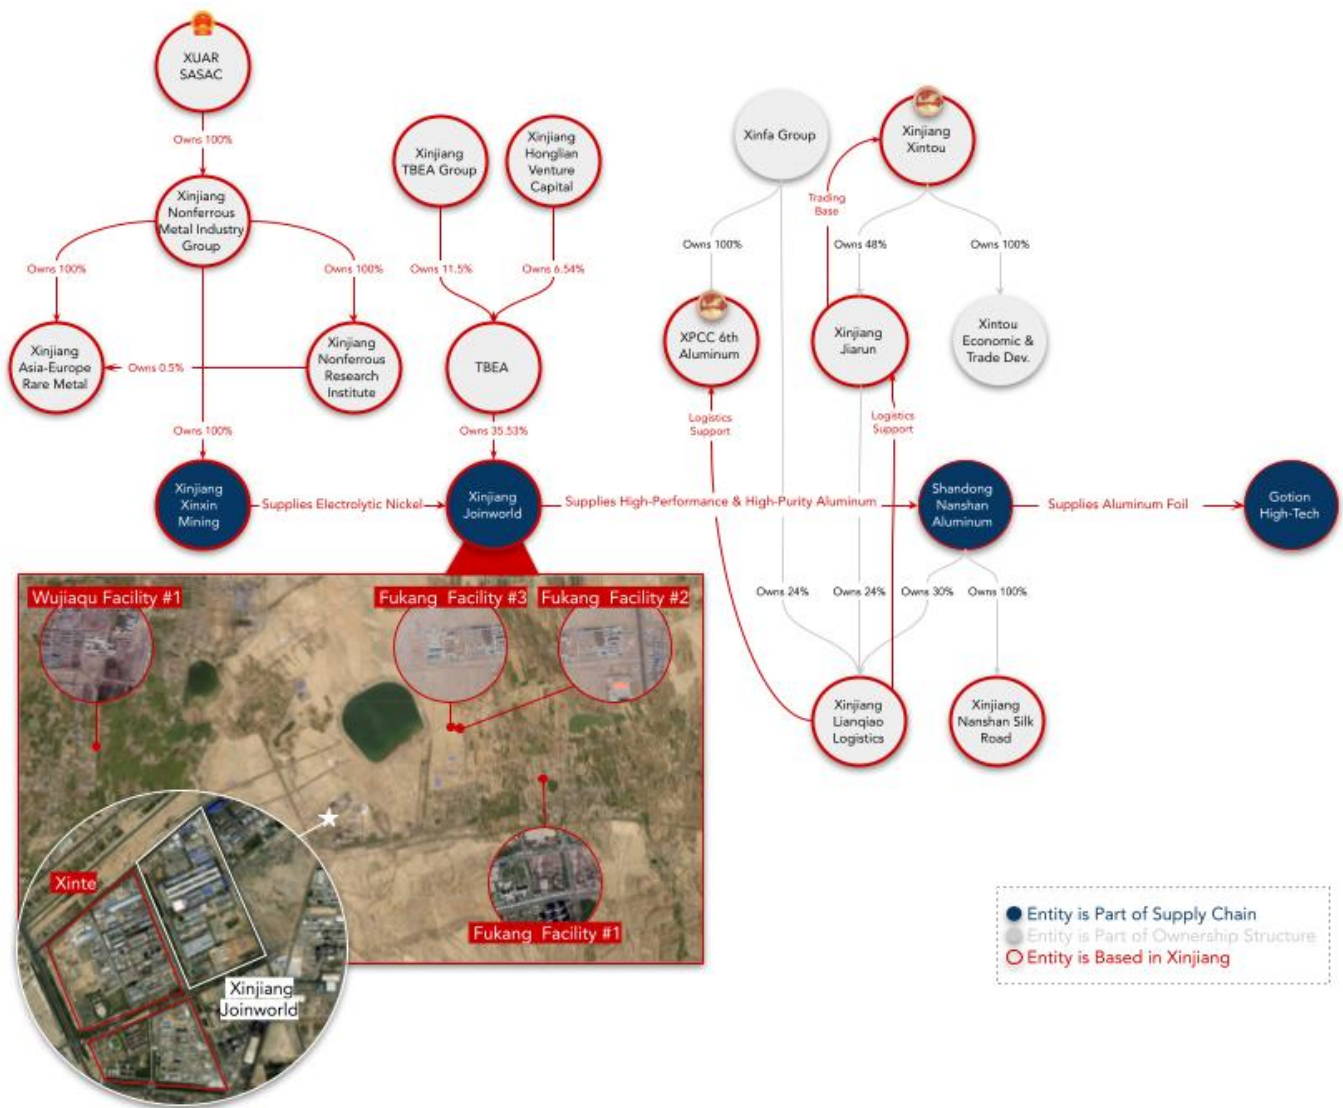 XUAR
SASAC
Owns 100%
Xinjiang
Nonferrous
Metal Industry
Group
Owns 100%
Owns 100%
Xinjiang
Asia-Europe
Rare Metal
Owns 0.5%
Xinjiang
Nonferrous
Research
Institute
Owns 100%
Xinjiang
TBEA Group
Xinjiang
Honglian
Venture
Capital
Owns 11.5%
Owns 6.54%
TBEA
Owns 35.53%
Xinfa Group
Xinjiang
Xintou
Trading
Base
Owns 100%
Owns 48%
Owns 100%
XPCC 6th
Aluminum
Xinjiang
Jiarun
Xintou
Economic &
Trade Dev.
Logistics
Support
Logistics
Support
Xinjiang
Xinxin
Mining
Supplies Electrolytic Nickel
Xinjiang
Joinworld
Supplies High-Performance & High-Purity Aluminum
Shandong
Nanshan
Aluminum
Supplies Aluminum Foil
Gotion
High-Tech
Owns 24%
Owns 24%
Owns 30%
Owns 100%
Xinjiang
Lianqiao
Logistics
Xinjiang
Nanshan Silk
Road
Wujiaqu Facility #1
Fukang Facility #3
Fukang Facility #2
Fukang Facility #1
Xinte
Xinjiang
Joinworld
Entity is Part of Supply Chain
Entity is Part of Ownership Structure
Entity is Based in Xinjiang